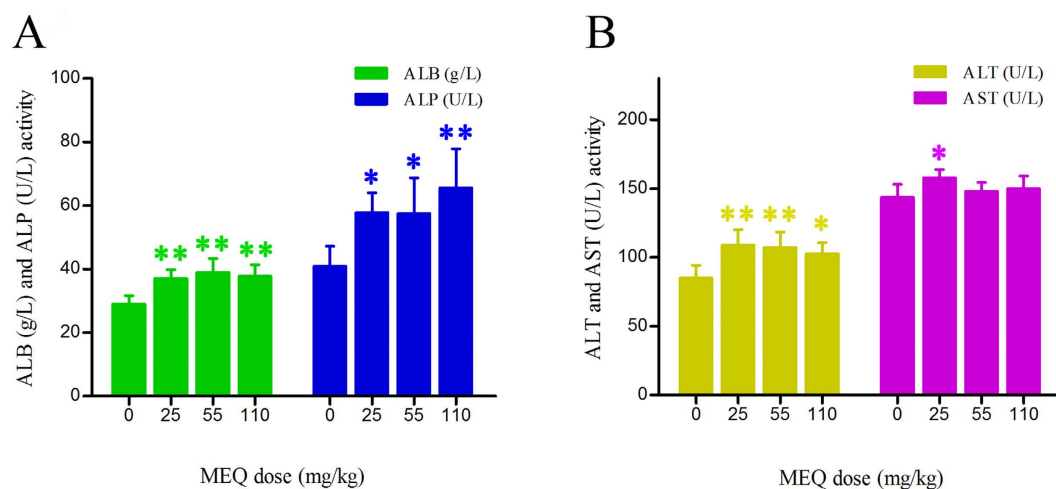 A
ALB (g/L)
ALP (U/L)
ALB (g/L) and ALP (U/L) activity
100
80
60
40
20
0
** ** ** * * **
0 25 55 110 0 25 55 110
MEQ dose (mg/kg)
B
ALT (U/L)
AST (U/L)
ALT and AST (U/L) activity
200
150
100
50
0
** ** * *
0 25 55 110 0 25 55 110
MEQ dose (mg/kg)